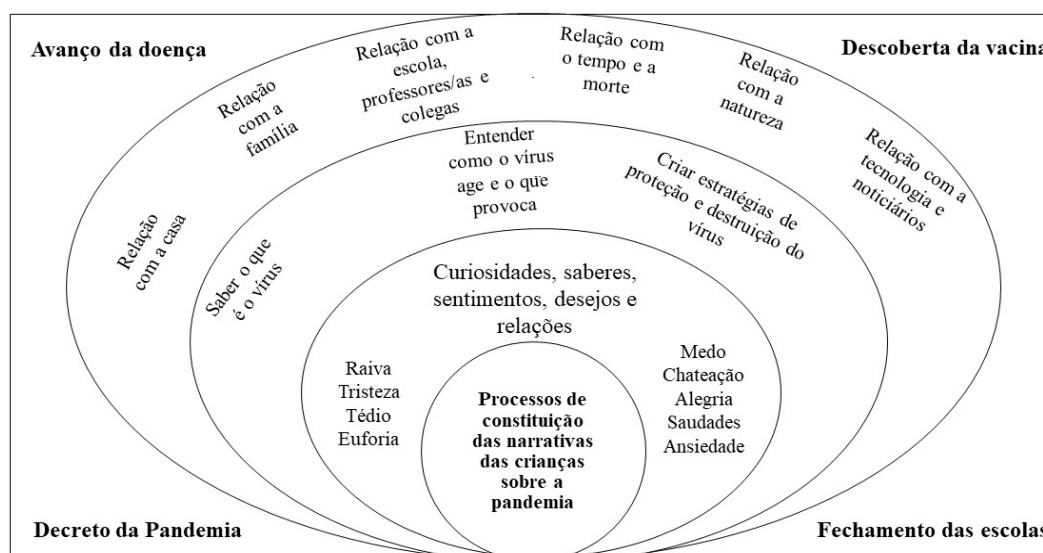 Avanço da doença
Descoberta da vacina
Relação
com a casa
Relação
com a
família
Relação com a
escola,
professores/as e
colegas
Relação com
o tempo e a
morte
Relação
com a
natureza
Relação com a
tecnologia e
noticiários
Saber o que
é o vírus
Entender
como o vírus
age e o que
provoca
Criar estratégias de
proteção e destruição do
vírus
Curiosidades, saberes,
sentimentos, desejos e
relações
Raiva
Tristeza
Tédio
Euforia
Medo
Chateação
Alegria
Saudades
Ansiedade
Processos de
constituição
das narrativas
das crianças
sobre a
pandemia
Decreto da Pandemia
Fechamento das escolas